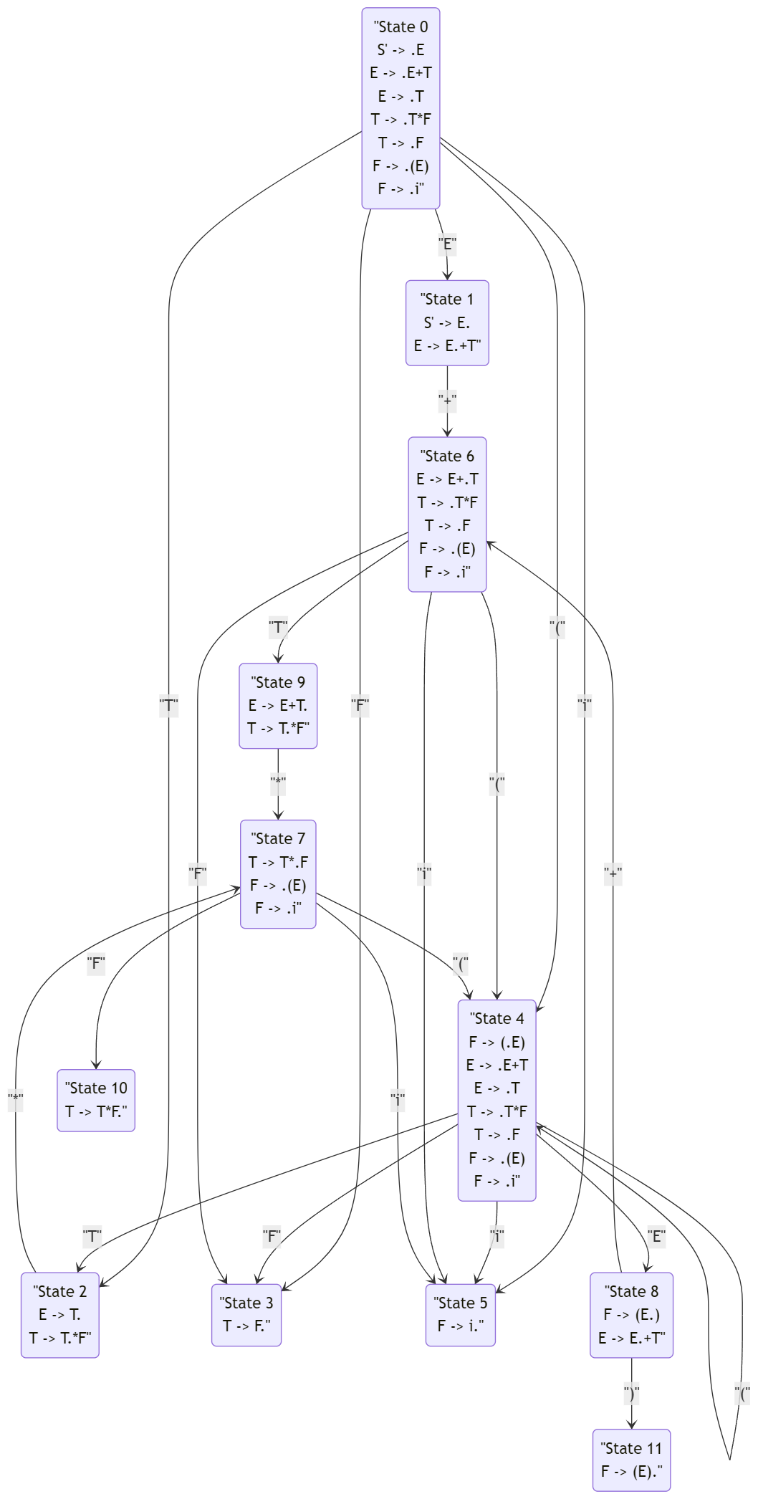 "State 0
S' -> .E
E -> .E+T
E -> .T
T -> .T*F
T -> .F
F -> .(E)
F -> .i"
"E"
"State 1
S' -> E.
E -> E.+T"
"+"
"State 6
E -> E+.T
T -> .T*F
T -> .F
F -> .(E)
F -> .i"
"T"
"("
"State 9
E -> E+T.
T -> T.*F"
"T"
"F"
"i"
"*"
"("
"State 7
T -> T*.F
F -> .(E)
F -> .i"
"F"
"i"
"+"
"F"
"("
"State 4
F -> (.E)
E -> .E+T
E -> .T
T -> .T*F
T -> .F
F -> .(E)
F -> .i"
"State 10
T -> T*F."
"*"
"i"
"T"
"F"
"i"
"E"
"State 2
E -> T.
T -> T.*F"
"State 3
T -> F."
"State 5
F -> i."
"State 8
F -> (E.)
E -> E.+T"
")"
"("
"State 11
F -> (E)."